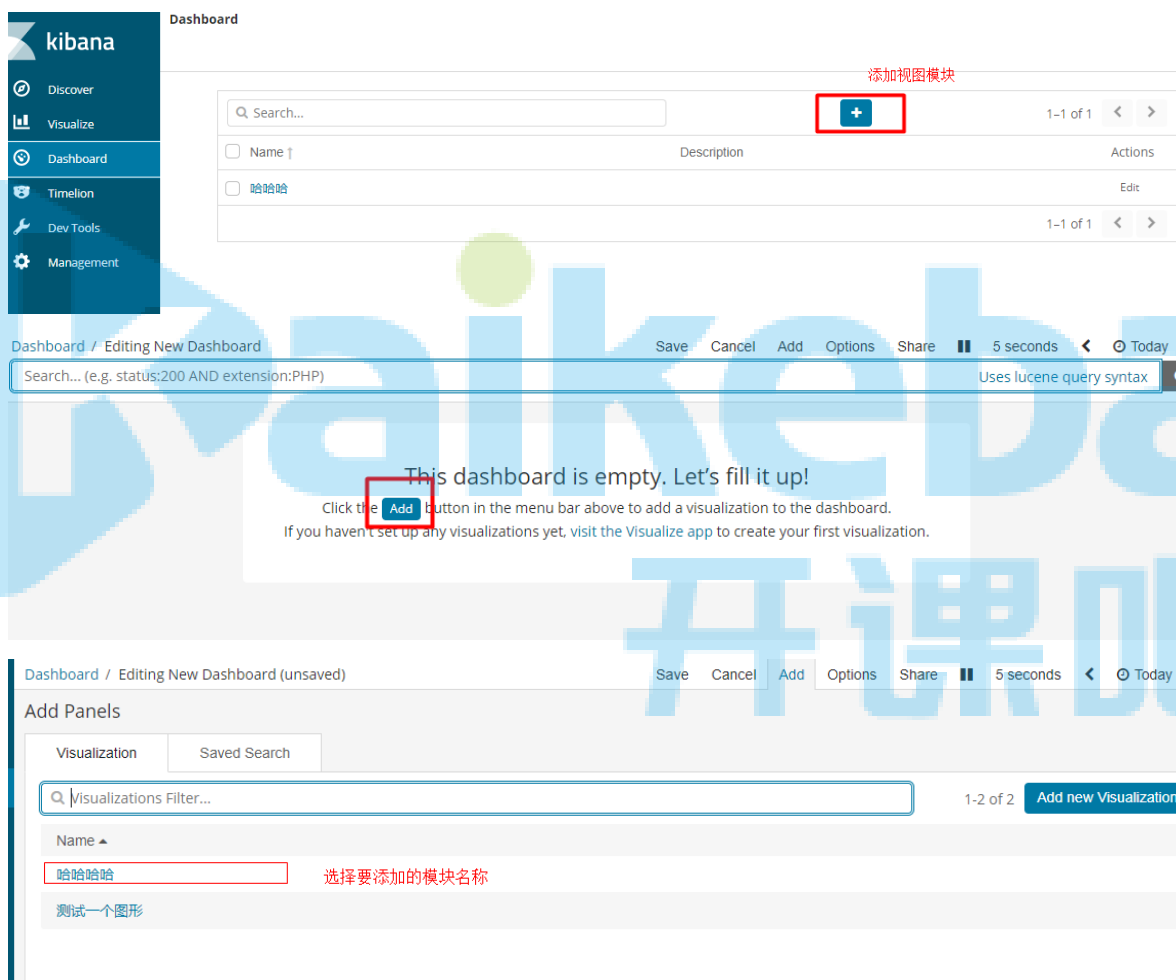 Dashboard
kibana
添加视图模块
Discover
Search...
1–1 of 1
Visualize
Name
Description
Actions
Dashboard
哈哈哈
Edit
Timelion
1–1 of 1
Dev Tools
Management
Dashboard / Editing New Dashboard
Save Cancel Add Options Share 5 seconds Today
Search... (e.g. status:200 AND extension:PHP)
Uses lucene query syntax
This dashboard is empty. Let's fill it up!
Click the Add button in the menu bar above to add a visualization to the dashboard.
If you haven't set up any visualizations yet, visit the Visualize app to create your first visualization.
Kaikeba
开课吧
Dashboard / Editing New Dashboard (unsaved)
Save Cancel Add Options Share 5 seconds Today
Add Panels
Visualization Saved Search
Visualizations Filter...
1-2 of 2
Add new Visualization
Name
哈哈哈哈
选择要添加的模块名称
测试一个图形